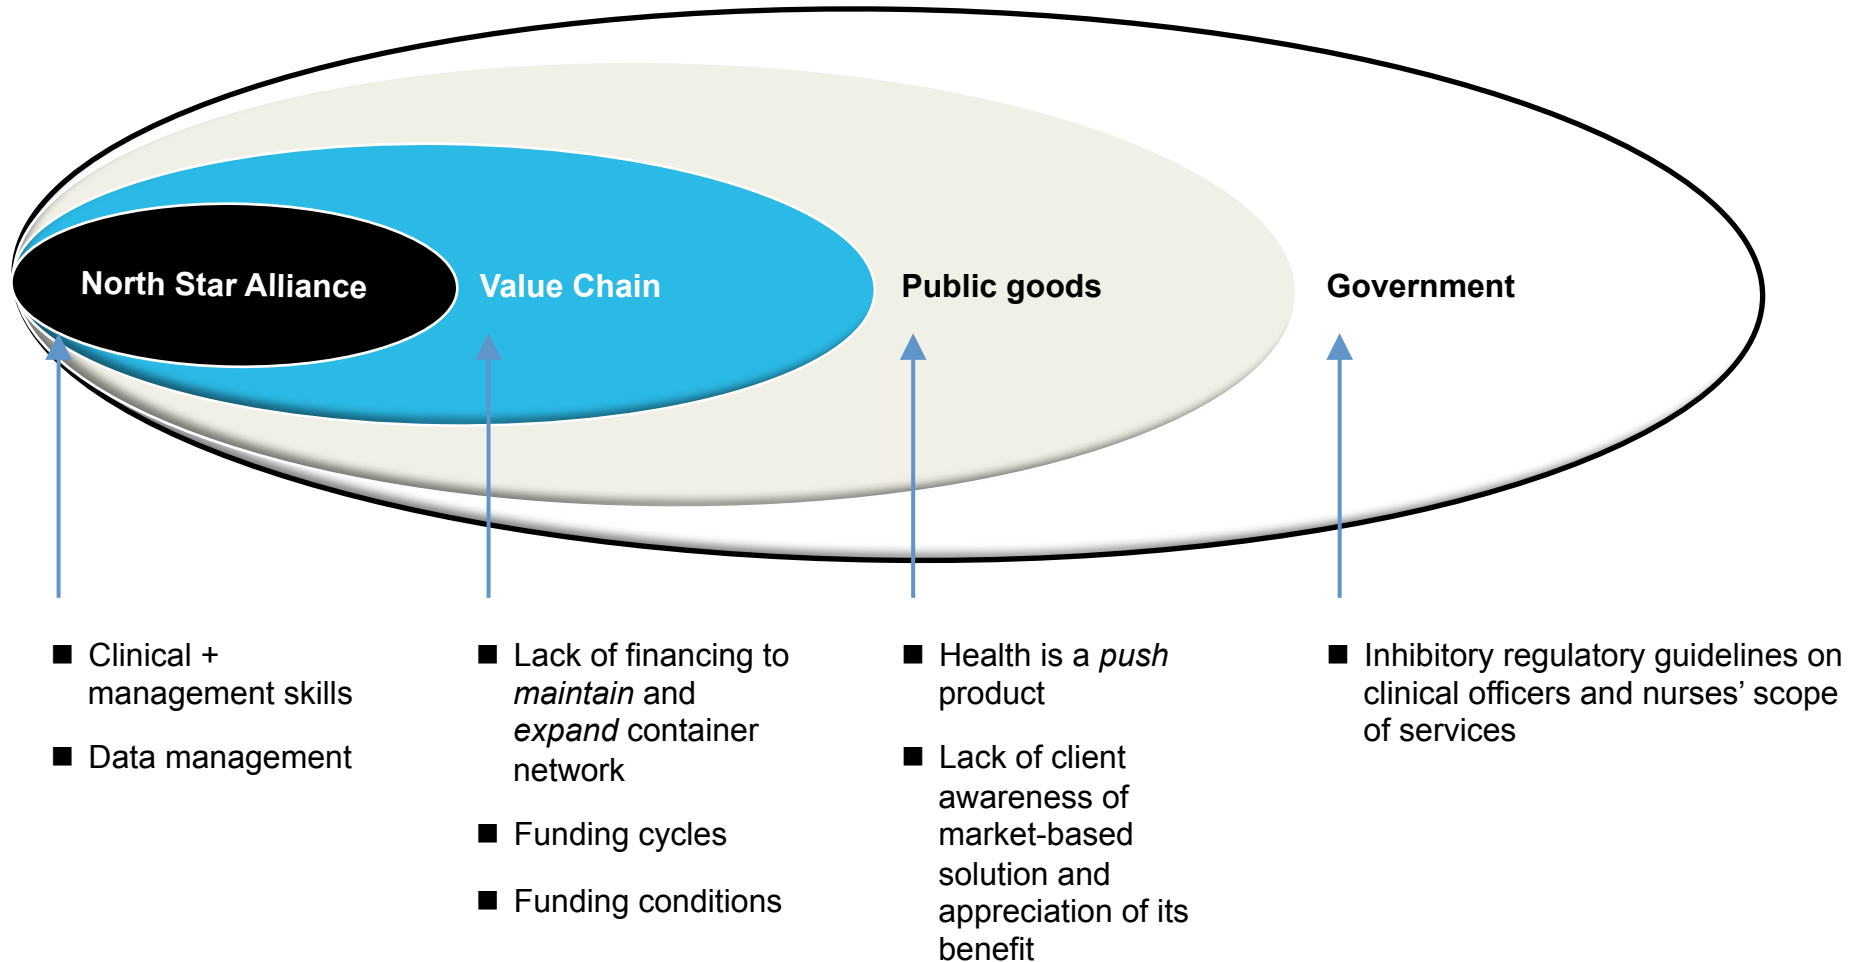 North Star Alliance
Value Chain
Public goods
Government
■ Clinical +
management skills
■ Data management
■ Lack of financing to
maintain and
expand container
network
■ Funding cycles
■ Funding conditions
■ Health is a push
product
■ Lack of client
awareness of
market-based
solution and
appreciation of its
benefit
■ Inhibitory regulatory guidelines on
clinical officers and nurses’ scope
of services